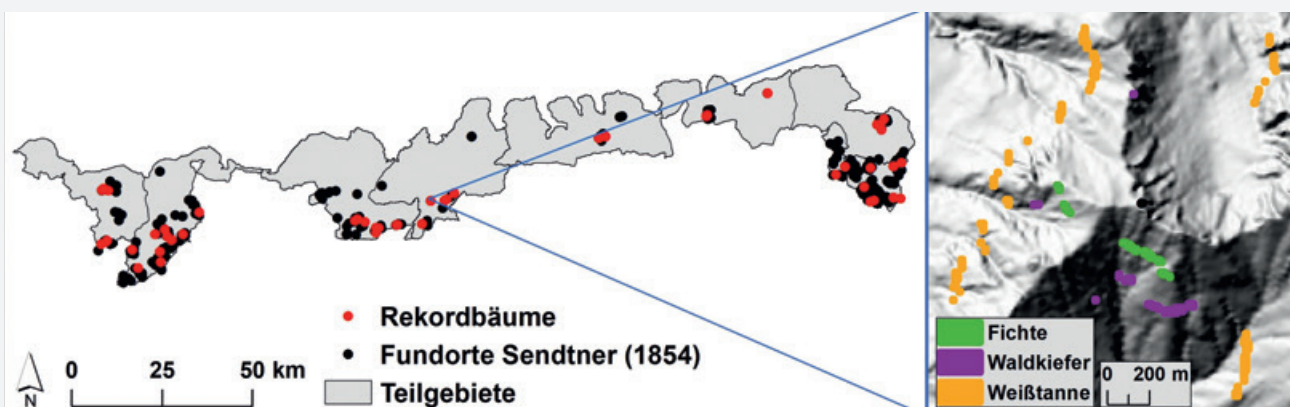 Rekordbäume
Fundorte Sendtner (1854)
Teilgebiete
N
0 25 50 km
Fichte
Waldkiefer
Weißtanne
0 200 m